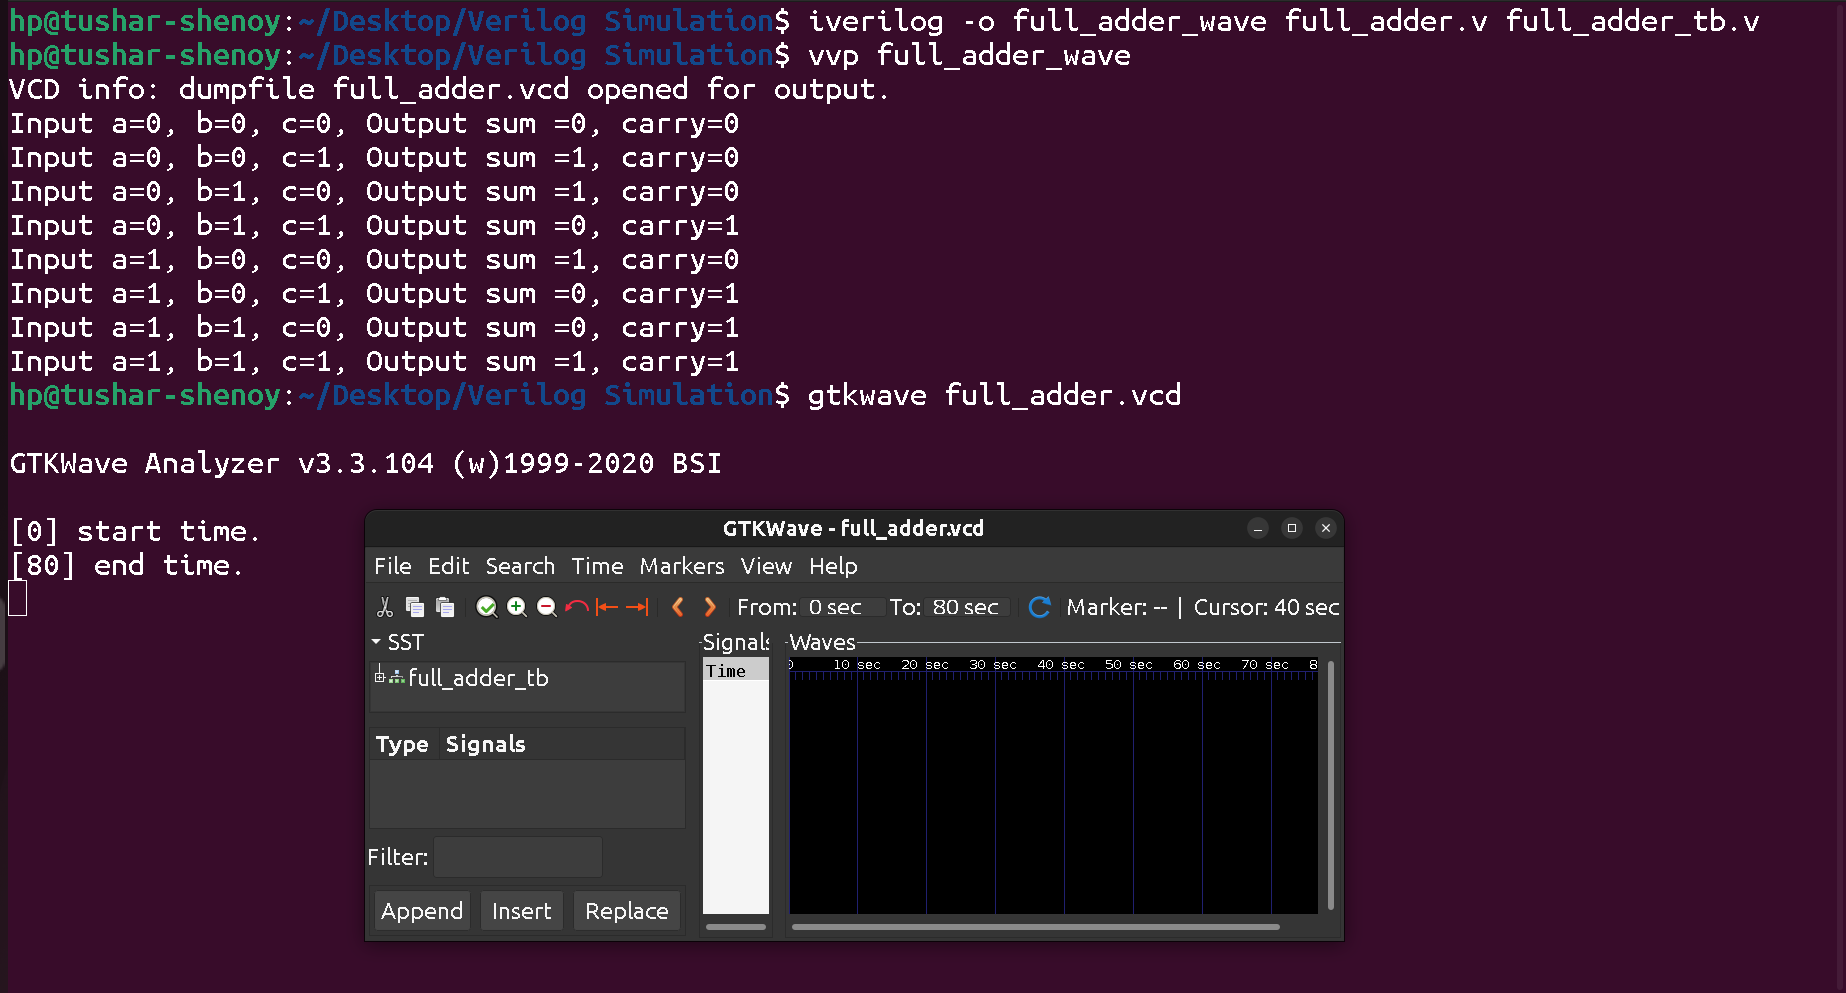 hp@tushar-shenoy:~/Desktop/Verilog Simulation$ iverilog -o full_adder_wave full_adder.v full_adder_tb.v
hp@tushar-shenoy:~/Desktop/Verilog Simulation$ vvp full_adder_wave
VCD info: dumpfile full_adder.vcd opened for output.
Input a=0, b=0, c=0, Output sum =0, carry=0
Input a=0, b=0, c=1, Output sum =1, carry=0
Input a=0, b=1, c=0, Output sum =1, carry=0
Input a=0, b=1, c=1, Output sum =0, carry=1
Input a=1, b=0, c=0, Output sum =1, carry=0
Input a=1, b=0, c=1, Output sum =0, carry=1
Input a=1, b=1, c=0, Output sum =0, carry=1
Input a=1, b=1, c=1, Output sum =1, carry=1
hp@tushar-shenoy:~/Desktop/Verilog Simulation$ gtkwave full_adder.vcd
GTKWave Analyzer v3.3.104 (w)1999-2020 BSI
[0] start time.
[80] end time.
GTKWave - full_adder.vcd
File Edit Search Time Markers View Help
From: 0 sec To: 80 sec Marker: -- | Cursor: 40 sec
SST
full_adder_tb
Type Signals
Filter:
Append Insert Replace
Signals
Time
Waves
10 sec 20 sec 30 sec 40 sec 50 sec 60 sec 70 sec 8